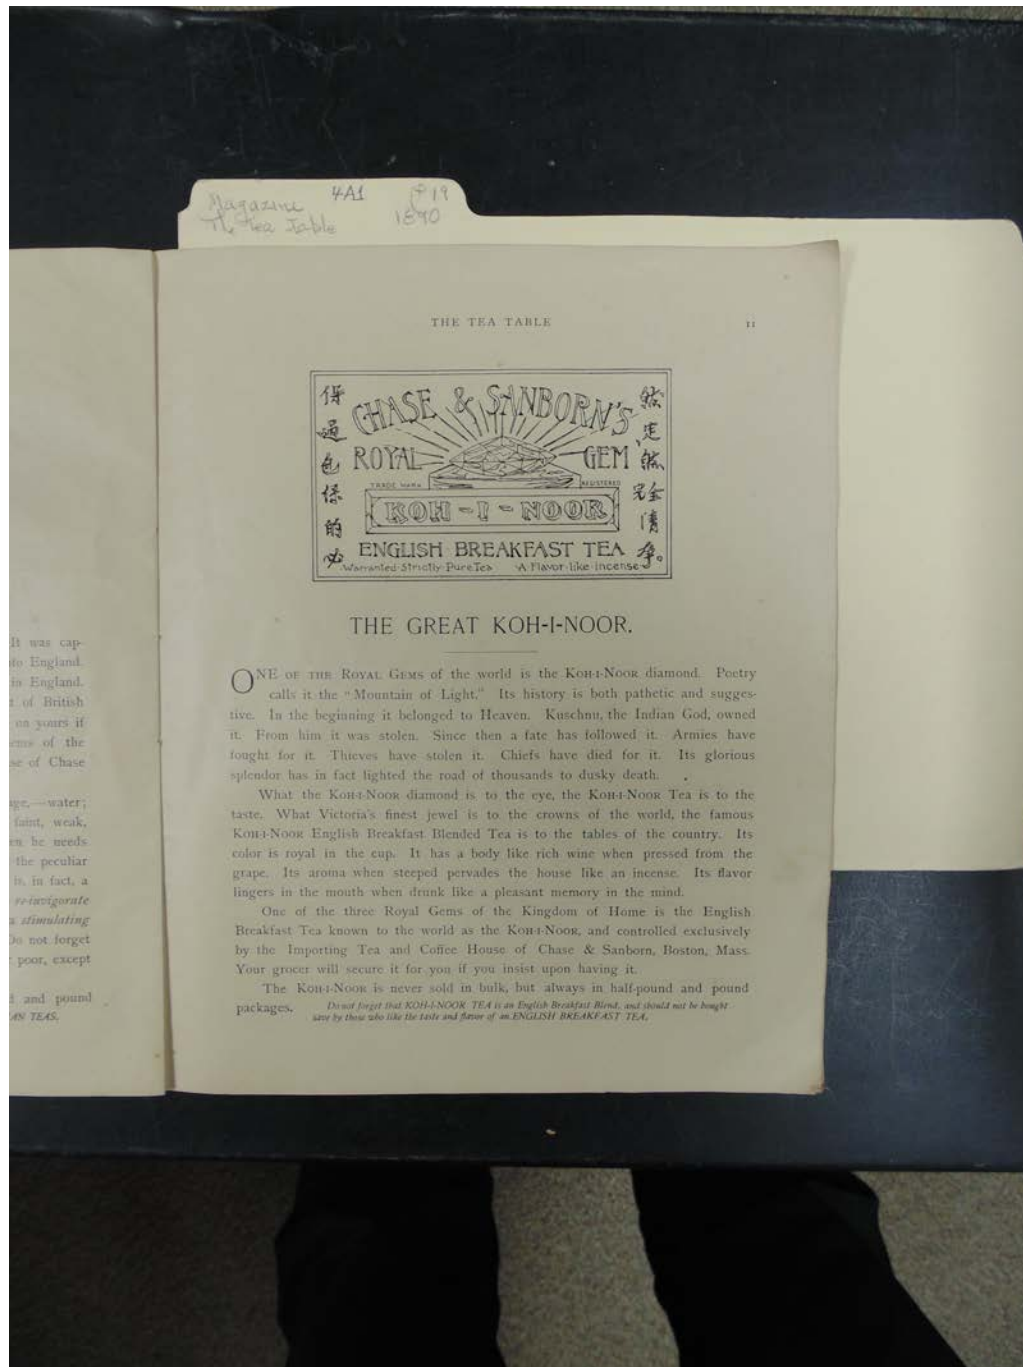 4A1
Magazine
The Tea Table
1890
THE TEA TABLE
11
得
過
包
保
的
必
CHASE & SANBORN'S
ROYAL GEM
TRADE MARK REGISTERED
KOH-I-NOOR
ENGLISH BREAKFAST TEA
Warranted Strictly Pure Tea A Flavor like incense
完全
清
THE GREAT KOH-I-NOOR.
ONE OF THE ROYAL GEMS of the world is the KOH-I-NOOR diamond. Poetry
calls it the "Mountain of Light." Its history is both pathetic and sugges-
tive. In the beginning it belonged to Heaven. Kuschnu, the Indian God, owned
it. From him it was stolen. Since then a fate has followed it. Armies have
fought for it. Thieves have stolen it. Chiefs have died for it. Its glorious
splendor has in fact lighted the road of thousands to dusky death.
What the KOH-I-NOOR diamond is to the eye, the KOH-I-NOOR Tea is to the
taste. What Victoria's finest jewel is to the crowns of the world, the famous
KOH-I-NOOR English Breakfast Blended Tea is to the tables of the country. Its
color is royal in the cup. It has a body like rich wine when pressed from the
grape. Its aroma when steeped pervades the house like an incense. Its flavor
lingers in the mouth when drunk like a pleasant memory in the mind.
One of the three Royal Gems of the Kingdom of Home is the English
Breakfast Tea known to the world as the KOH-I-NOOR, and controlled exclusively
by the Importing Tea and Coffee House of Chase & Sanborn, Boston, Mass.
Your grocer will secure it for you if you insist upon having it.
The KOH-I-NOOR is never sold in bulk, but always in half-pound and pound
packages. Do not forget that KOH-I-NOOR TEA is an English Breakfast Blend, and should not be bought
save by those who like the taste and flavor of an ENGLISH BREAKFAST TEA.
It was cap-
England.
in England.
of British
on yours if
of the
of Chase
water;
faint, weak,
he needs
the peculiar
is, in fact, a
re-invigorate
stimulating
Do not forget
poor, except
and pound
TEAS.